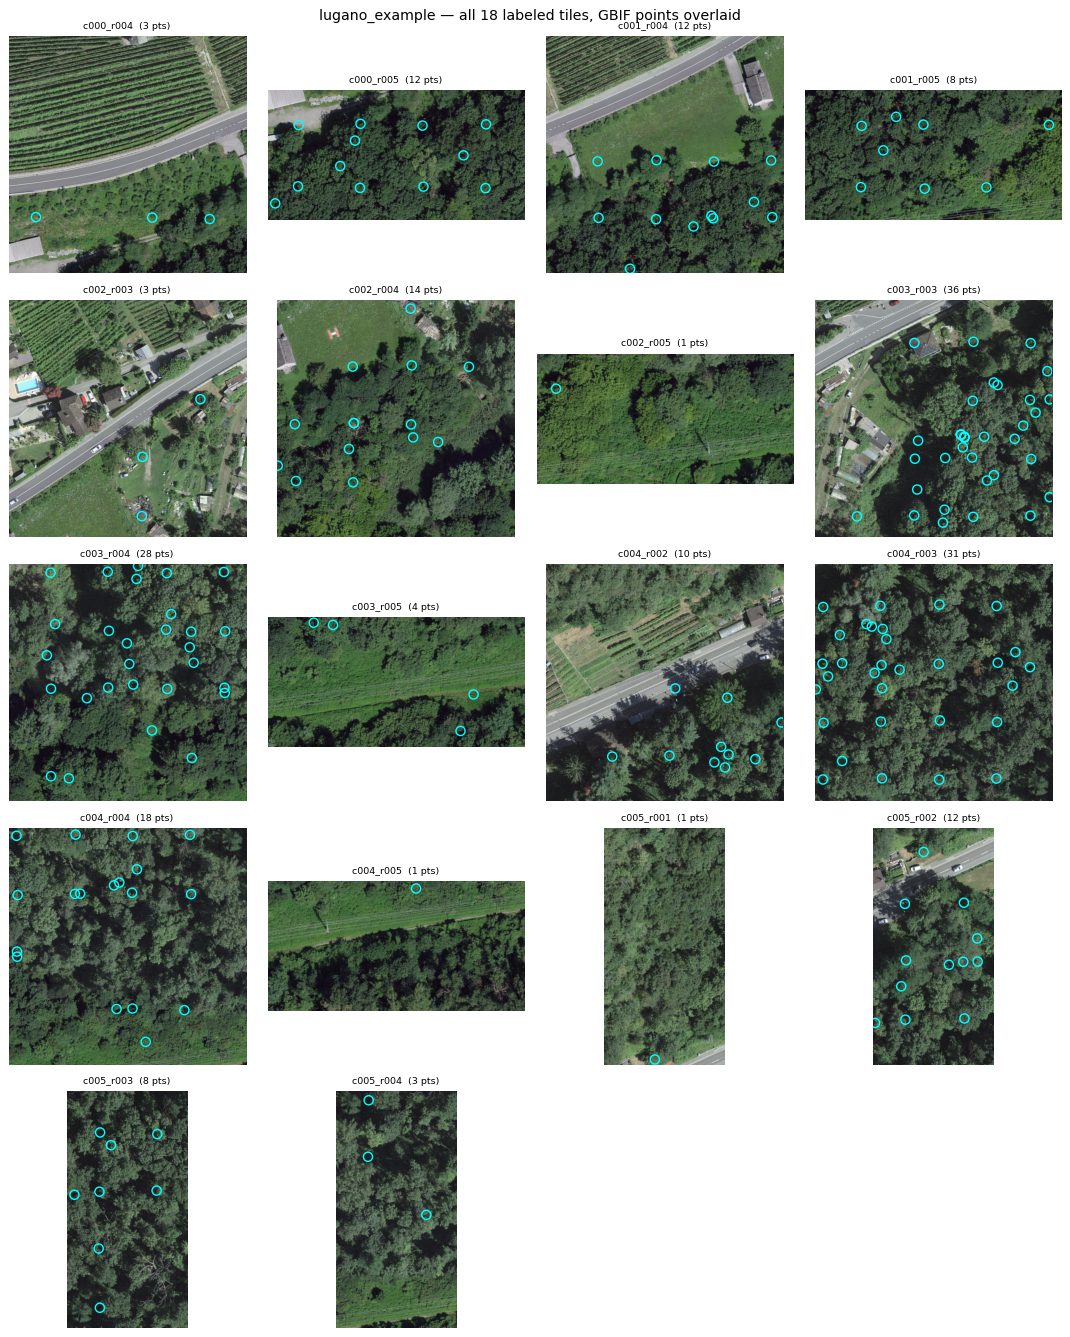 lugano_example — all 18 labeled tiles, GBIF points overlaid
c000_r004 (3 pts)
c000_r005 (12 pts)
c001_r004 (12 pts)
c001_r005 (8 pts)
c002_r003 (3 pts)
c002_r004 (14 pts)
c002_r005 (1 pts)
c003_r003 (36 pts)
c003_r004 (28 pts)
c003_r005 (4 pts)
c004_r002 (10 pts)
c004_r003 (31 pts)
c004_r004 (18 pts)
c004_r005 (1 pts)
c005_r001 (1 pts)
c005_r002 (12 pts)
c005_r003 (8 pts)
c005_r004 (3 pts)